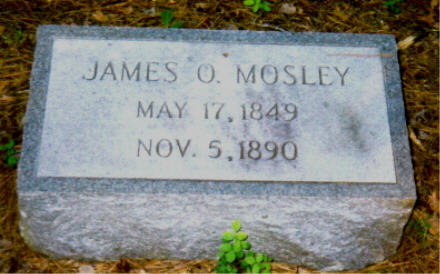 JAMES O. MOSLEY
MAY 17, 1849
NOV. 5, 1890